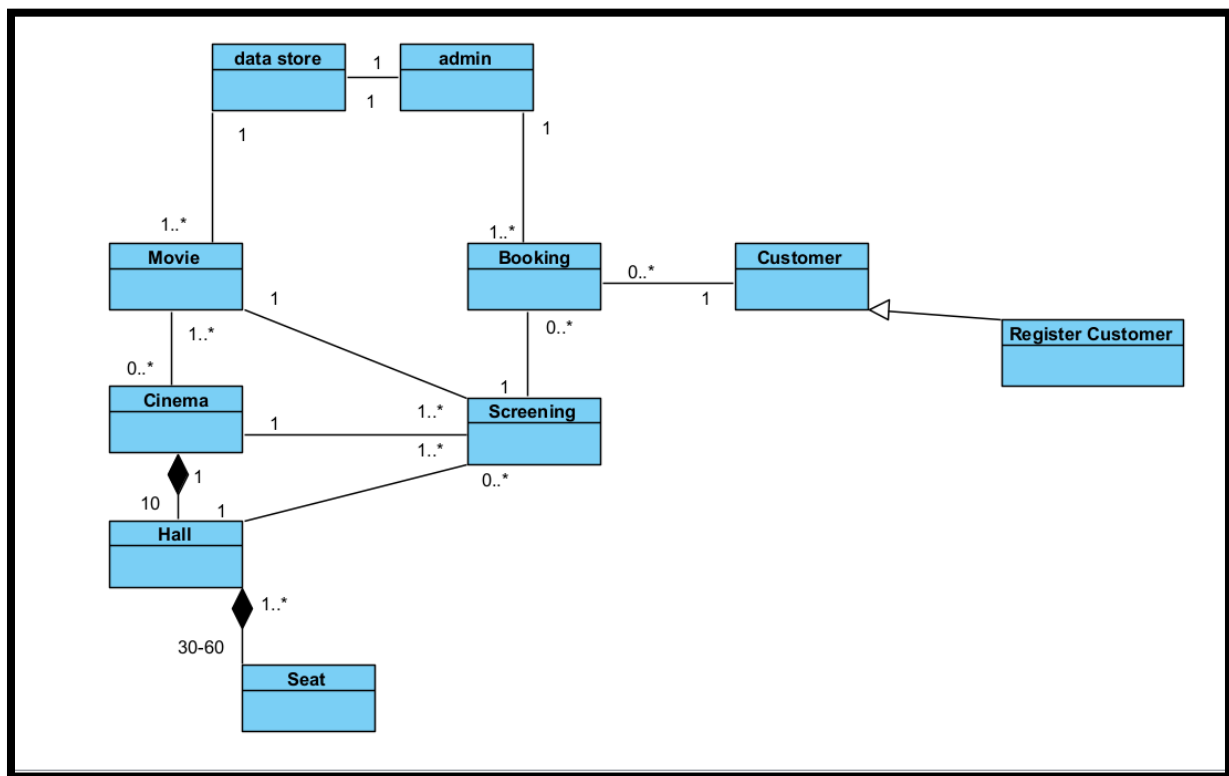 data store
1
admin
1
1
1
1..*
1..*
Movie
Booking
Customer
0..*
1
1
1..*
0..*
Register Customer
0..*
1
Cinema
1..*
Screening
1
1..*
1
0..*
10
1
Hall
1..*
30-60
Seat